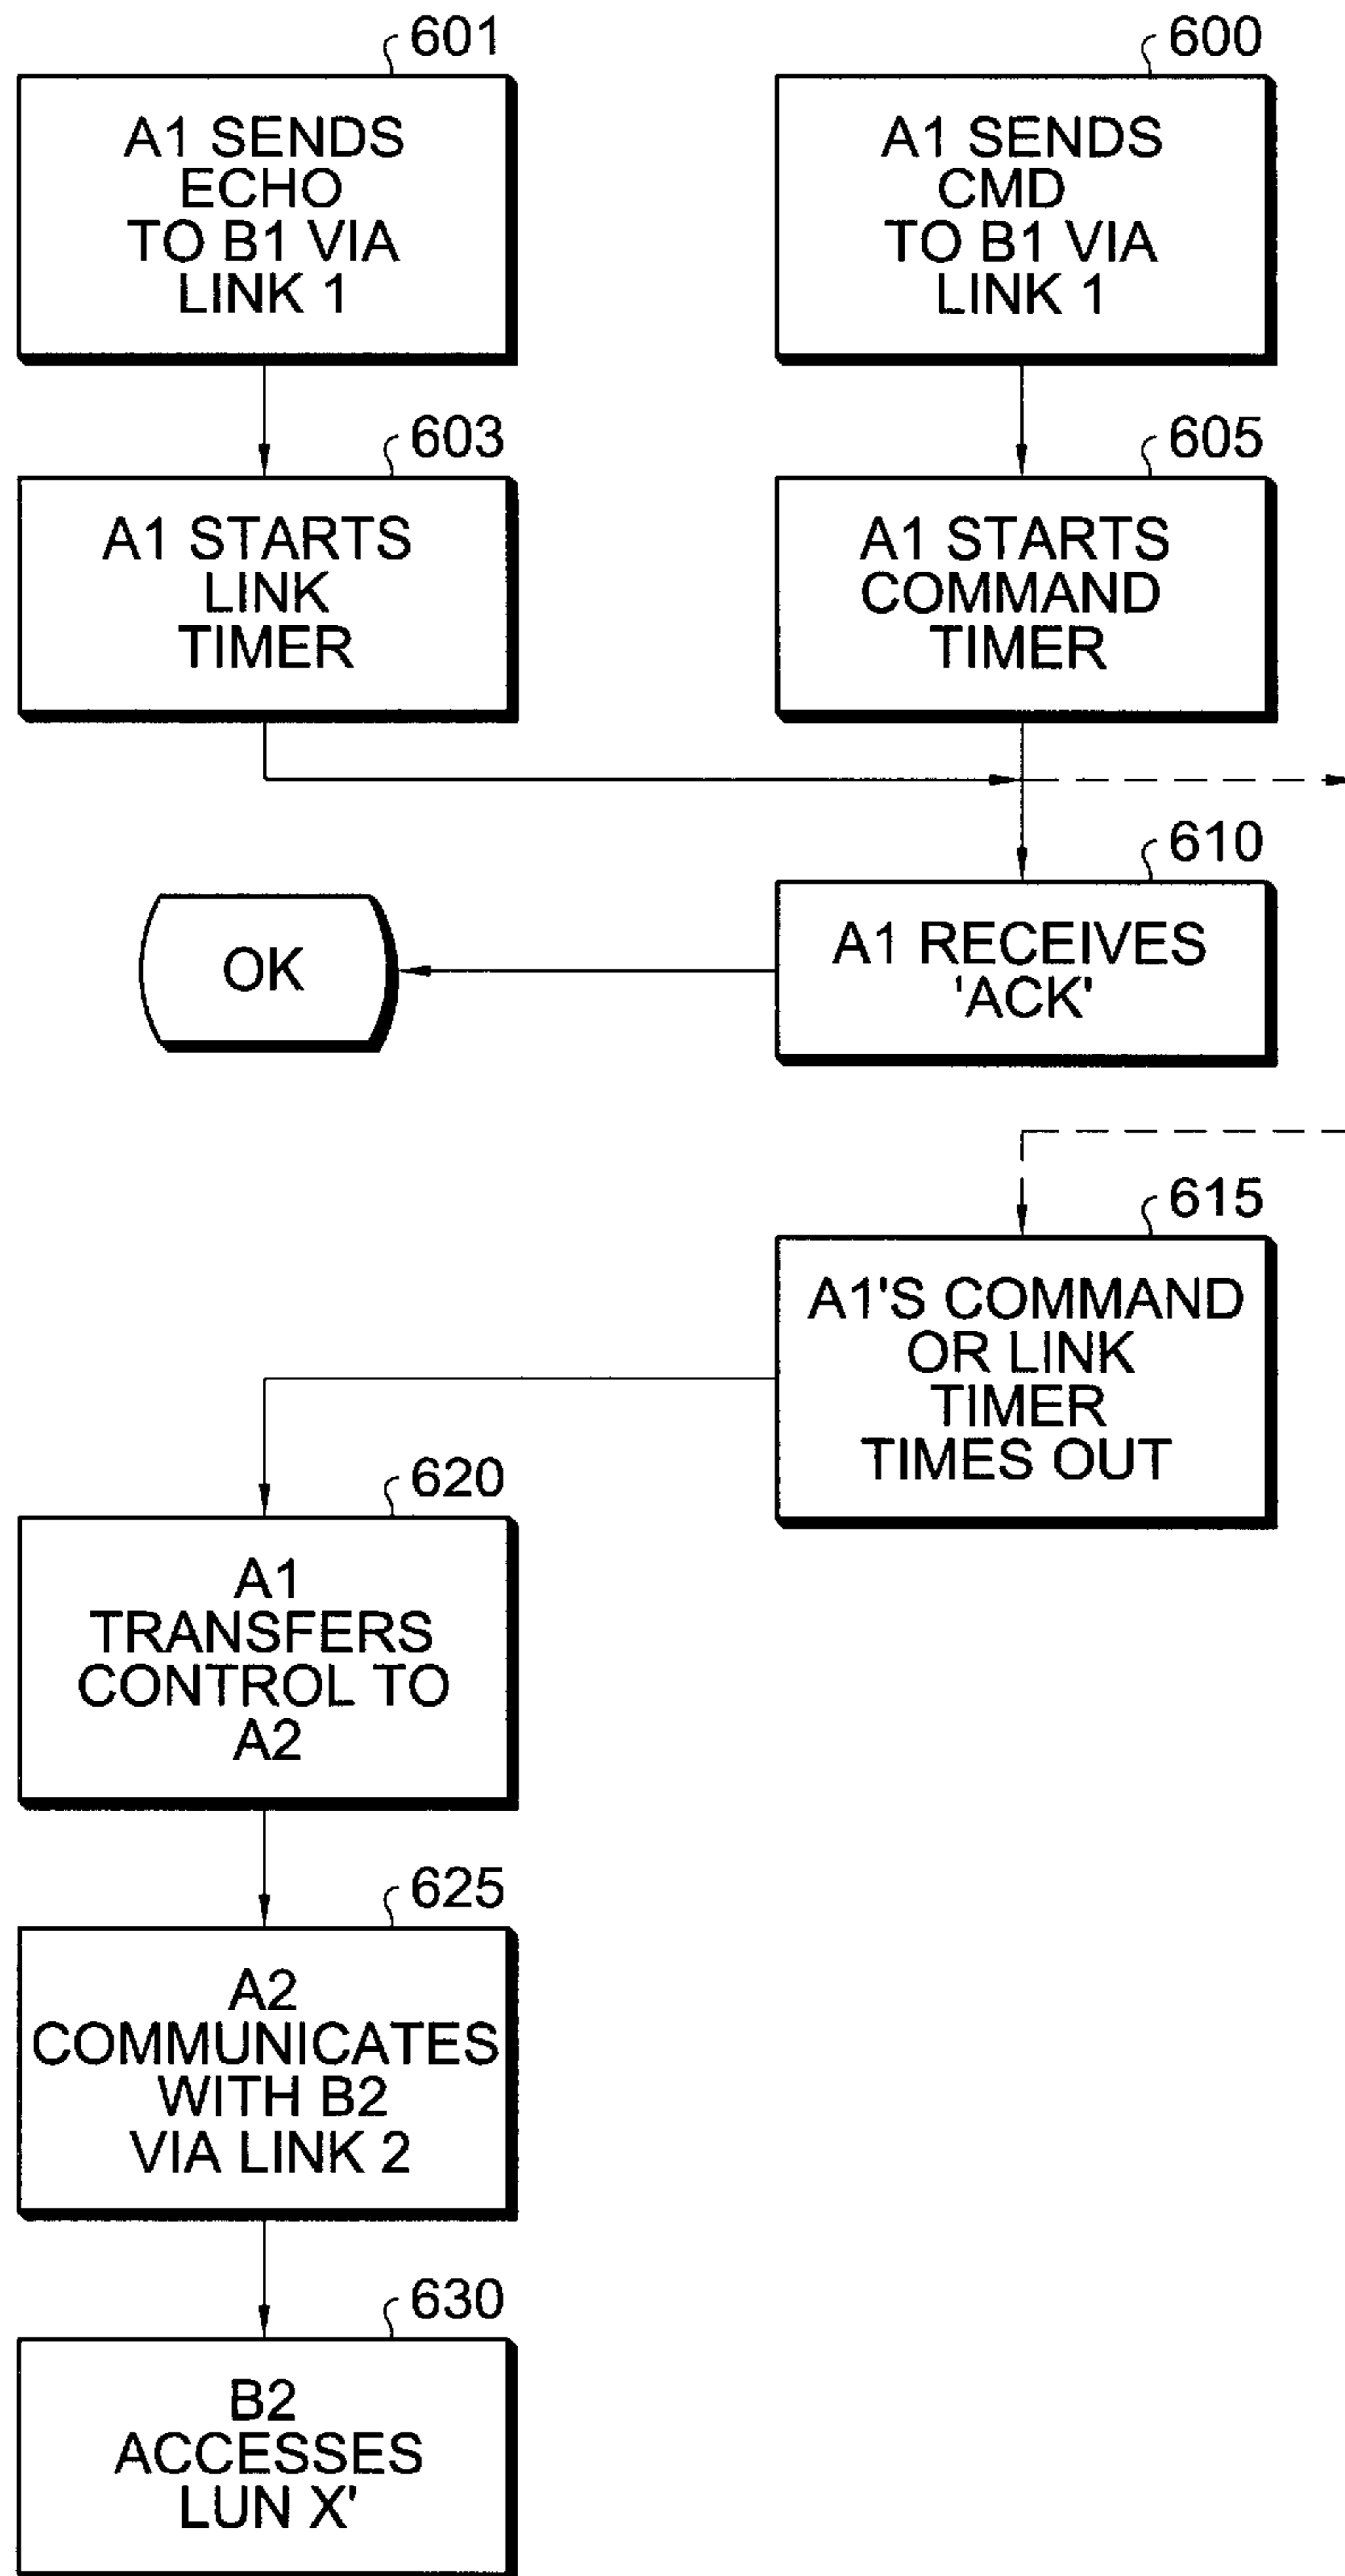 601
A1 SENDS
ECHO
TO B1 VIA
LINK 1
600
A1 SENDS
CMD
TO B1 VIA
LINK 1
603
A1 STARTS
LINK
TIMER
605
A1 STARTS
COMMAND
TIMER
610
A1 RECEIVES
'ACK'
OK
615
A1'S COMMAND
OR LINK
TIMER
TIMES OUT
620
A1
TRANSFERS
CONTROL TO
A2
625
A2
COMMUNICATES
WITH B2
VIA LINK 2
630
B2
ACCESSES
LUN X'